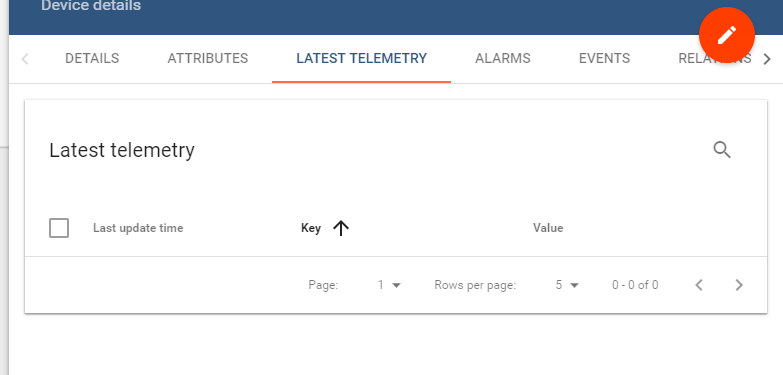 Device details
DETAILS ATTRIBUTES LATEST TELEMETRY ALARMS EVENTS RELATIONS
Latest telemetry
Last update time Key Value
Page: 1 Rows per page: 5 0 - 0 of 0